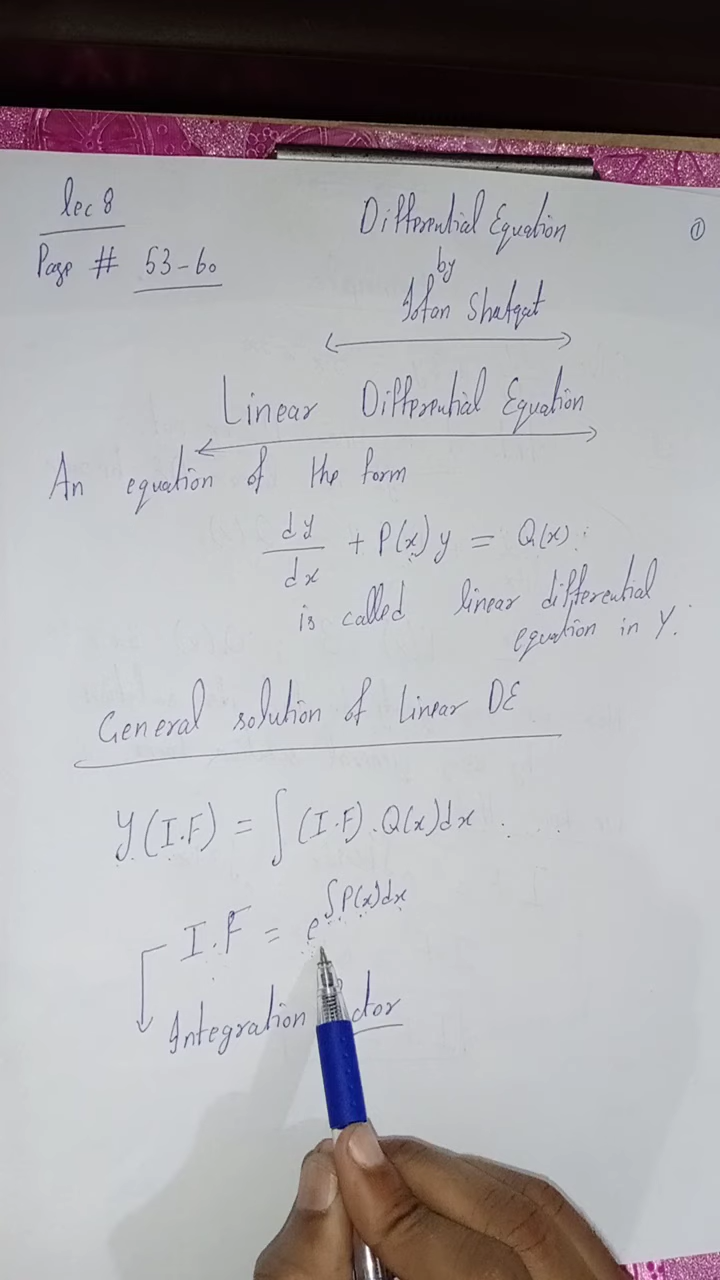 lec 8
Page # 53-60
Differential Equation
by
Shafqat
①
Linear Differential Equation
An equation of the form
dy/dx + P(x)y = Q(x).
is called linear differential
equation in Y.
General solution of Linear DE
Y(I.F) = ∫(I.F).Q(x)dx.
I.F = e^∫P(x)dx
Integration ctor